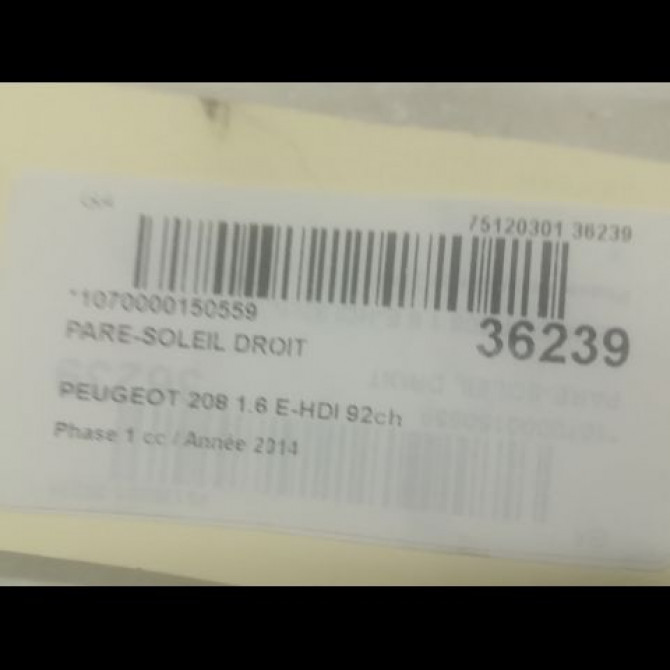 75120301 36239
*1070000150559
36239
PARE-SOLEIL DROIT
PEUGEOT 208 1.6 E-HDI 92ch
Phase 1 cc / Année 2014